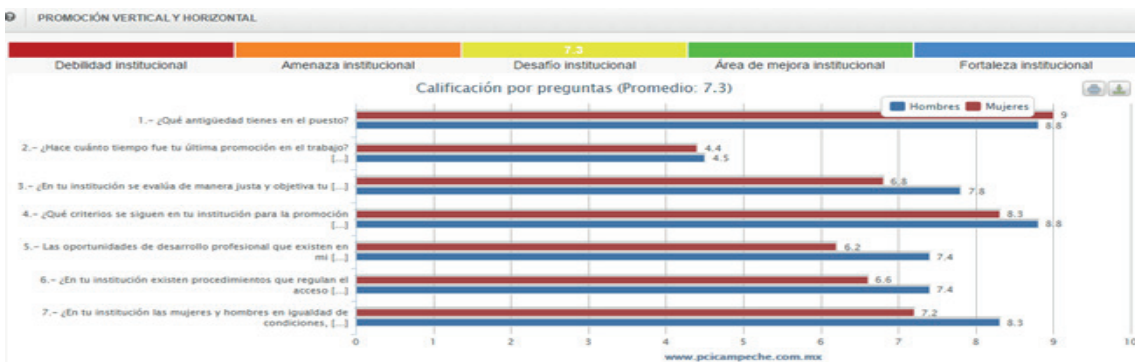 PROMOCIÓN VERTICAL Y HORIZONTAL
7.3
Debilidad institucional Amenaza institucional Desafío institucional Área de mejora institucional Fortaleza institucional
Calificación por preguntas (Promedio: 7.3)
Hombres Mujeres
1.- ¿Qué antigüedad tienes en el puesto?
9
8.8
2.- ¿Hace cuánto tiempo fue tu última promoción en el trabajo?
[...]
4.4
4.5
3.- ¿En tu institución se evalúa de manera justa y objetiva tu [...]
6.8
7.8
4.- ¿Qué criterios se siguen en tu institución para la promoción
[...]
8.3
8.8
5.- Las oportunidades de desarrollo profesional que existen en
mi [...]
6.2
7.4
6.- ¿En tu institución existen procedimientos que regulan el
acceso [...]
6.6
7.4
7.- ¿En tu institución las mujeres y hombres en igualdad de
condiciones, [...]
7.2
8.3
0 1 2 3 4 5 6 7 8 9 10
www.pcicampeche.com.mx